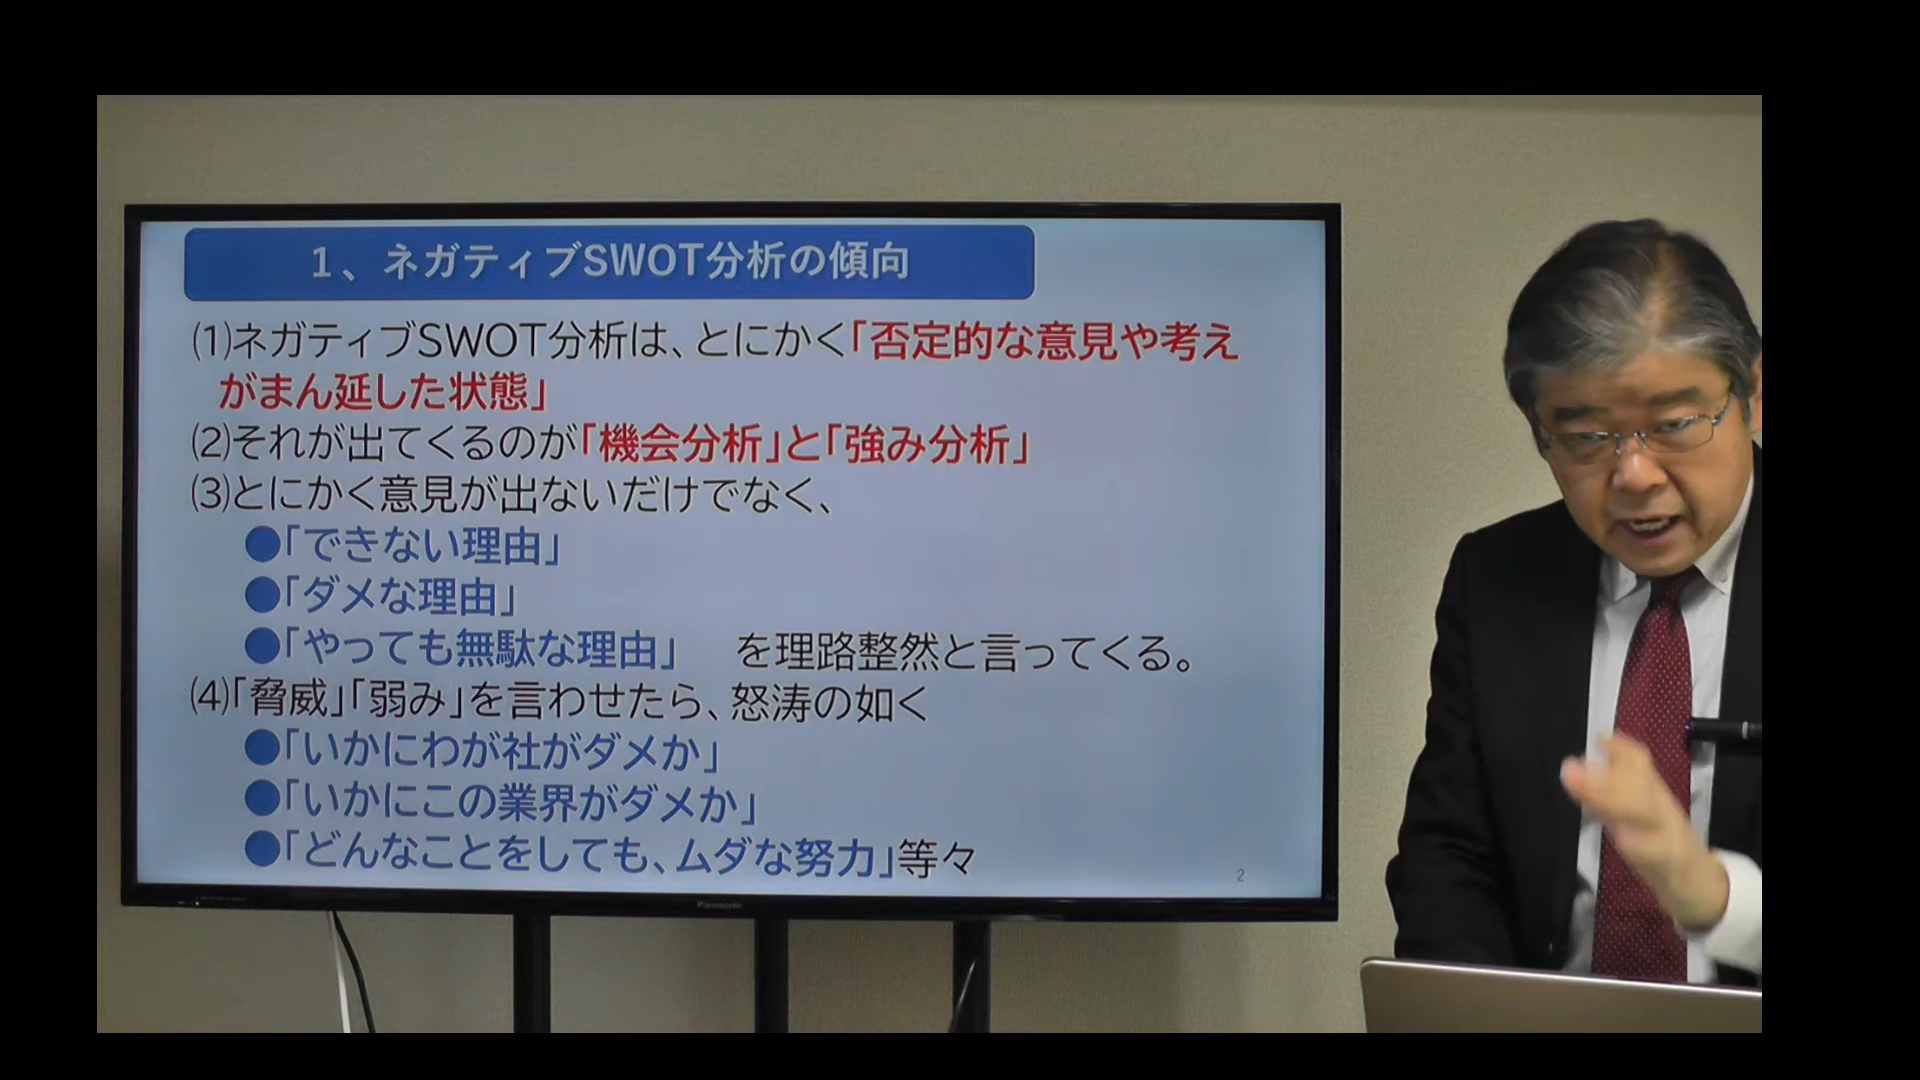 1、ネガティブSWOT分析の傾向
⑴ネガティブSWOT分析は、とにかく「否定的な意見や考え
がまん延した状態」
⑵それが出てくるのが「機会分析」と「強み分析」
⑶とにかく意見が出ないだけでなく、
●「できない理由」
●「ダメな理由」
●「やっても無駄な理由」 を理路整然と言ってくる。
⑷「脅威」「弱み」を言わせたら、怒涛の如く
●「いかにわが社がダメか」
●「いかにこの業界がダメか」
●「どんなことをしても、ムダな努力」等々
2
Panasonic